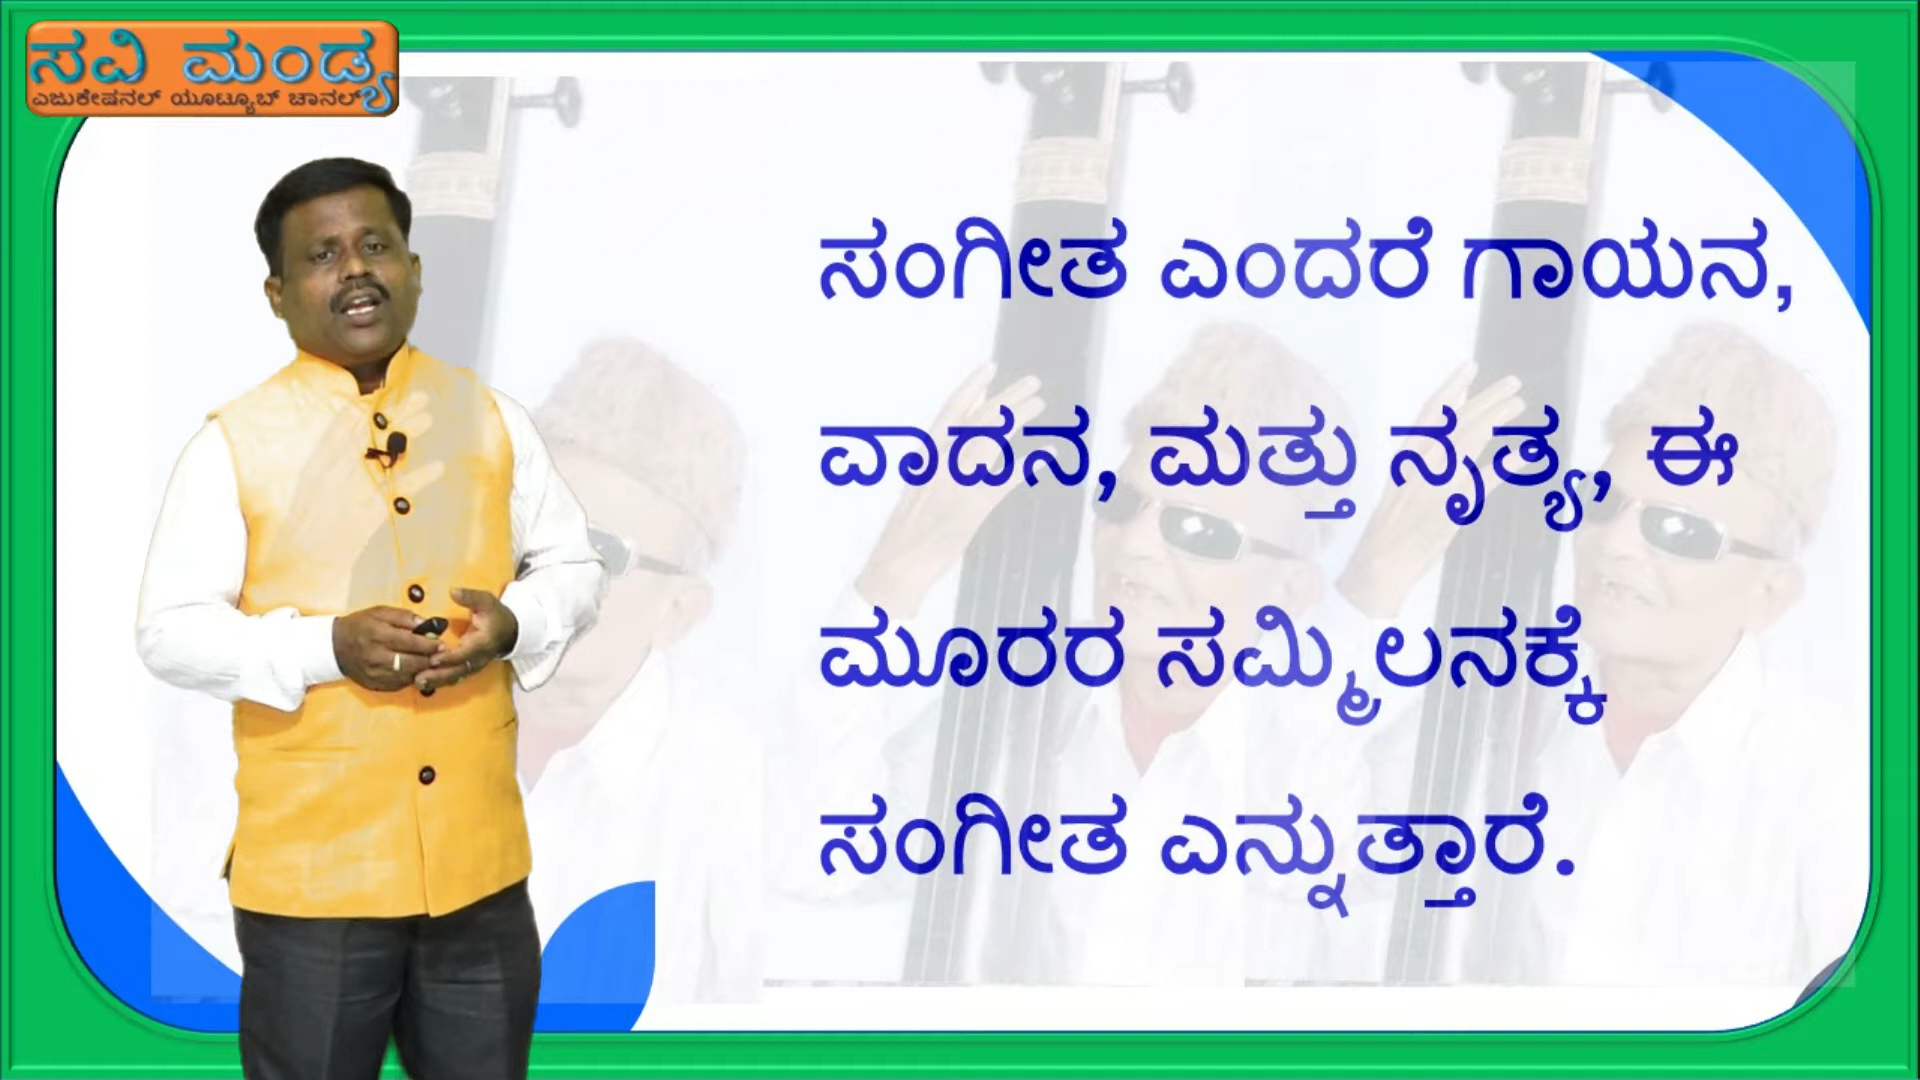 ಸವಿ ಮಂಡ್ಯ
ಎಜುಕೇಷನಲ್ ಯೂಟ್ಯೂಬ್ ಚಾನಲ್
ಸಂಗೀತ ಎಂದರೆ ಗಾಯನ,
ವಾದನ, ಮತ್ತು ನೃತ್ಯ, ಈ
ಮೂರರ ಸಮ್ಮಿಲನಕ್ಕೆ
ಸಂಗೀತ ಎನ್ನುತ್ತಾರೆ.